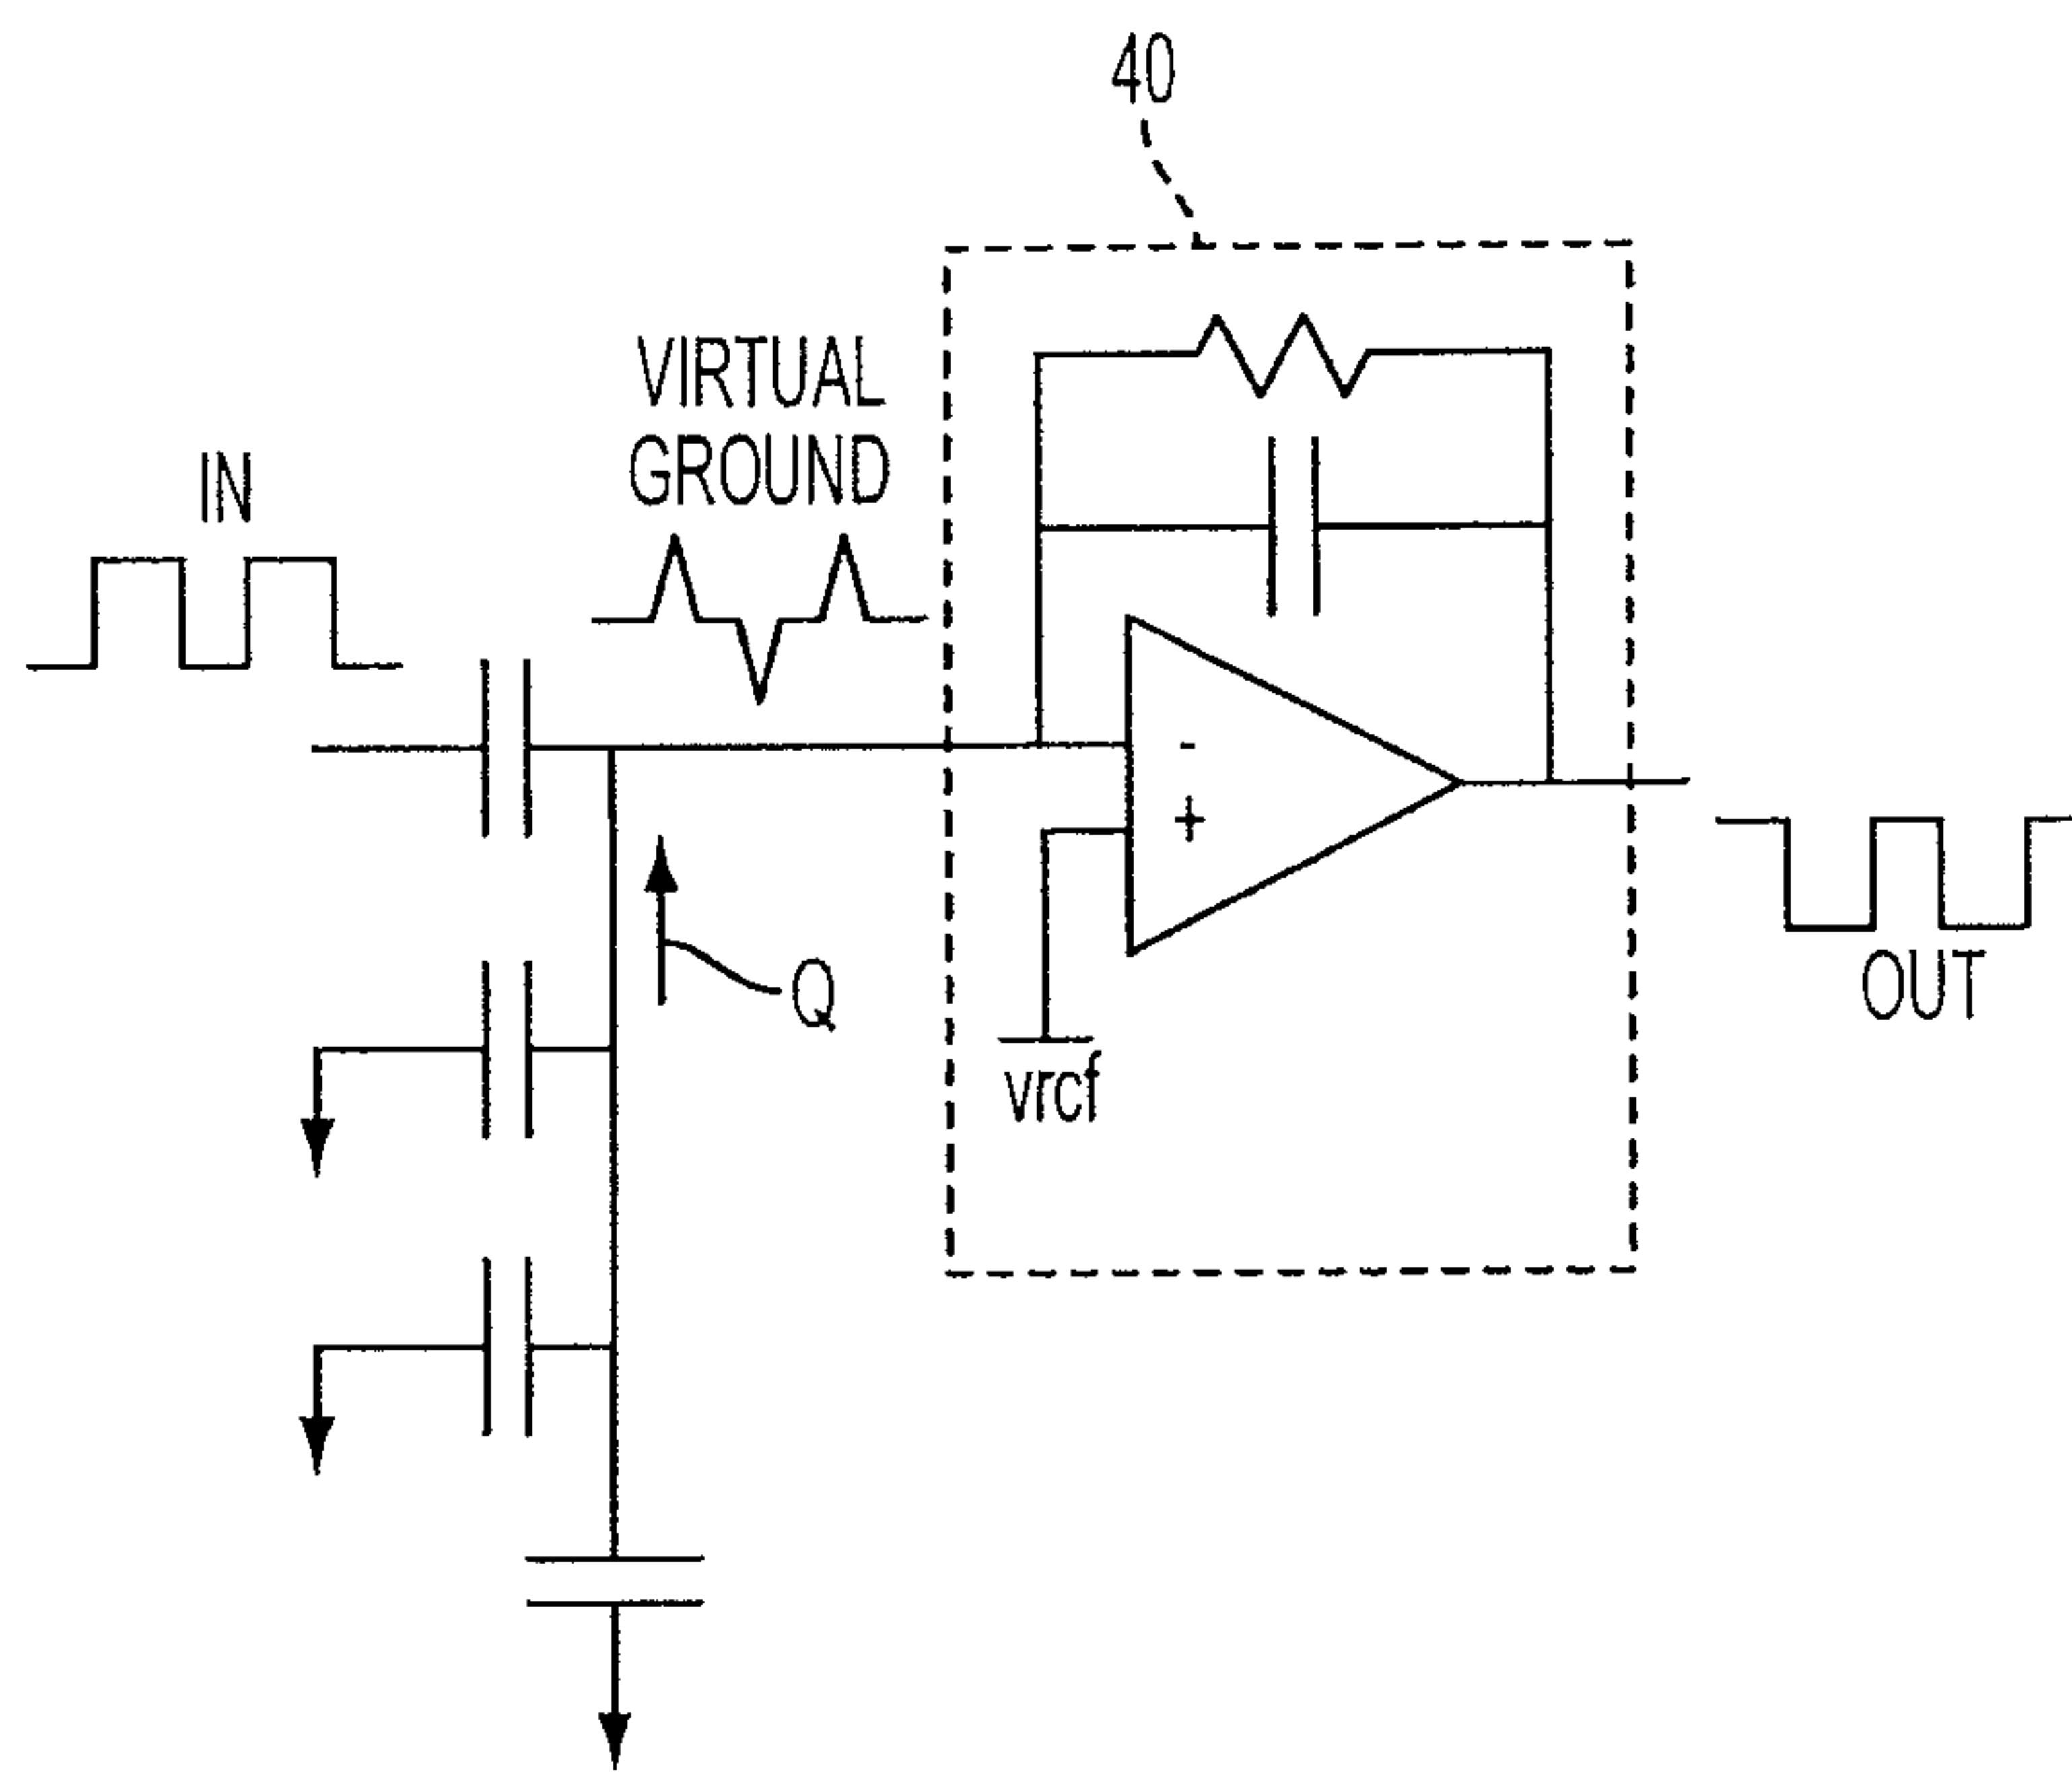 40
VIRTUAL
GROUND
IN
-
+
Q
vrcf
OUT